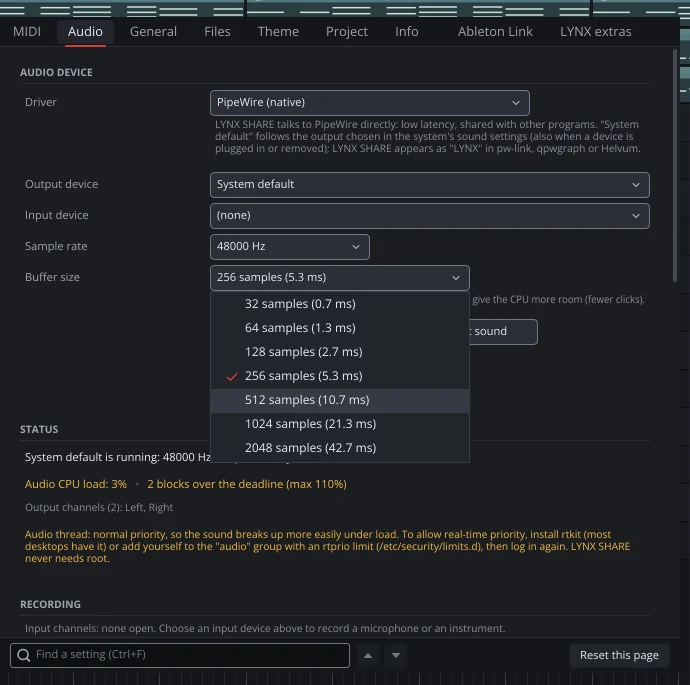 MIDI Audio General Files Theme Project Info Ableton Link LYNX extras
AUDIO DEVICE
Driver PipeWire (native)
LYNX SHARE talks to PipeWire directly: low latency, shared with other programs. "System
default" follows the output chosen in the system's sound settings (also when a device is
plugged in or removed); LYNX SHARE appears as "LYNX" in pw-link, qpwgraph or Helvum.
Output device System default
Input device (none)
Sample rate 48000 Hz
Buffer size 256 samples (5.3 ms)
give the CPU more room (fewer clicks).
32 samples (0.7 ms)
64 samples (1.3 ms)
sound
128 samples (2.7 ms)
256 samples (5.3 ms)
512 samples (10.7 ms)
1024 samples (21.3 ms)
STATUS
2048 samples (42.7 ms)
System default is running: 48000 Hz
Audio CPU load: 3% · 2 blocks over the deadline (max 110%)
Output channels (2): Left, Right
Audio thread: normal priority, so the sound breaks up more easily under load. To allow real-time priority, install rtkit (most
desktops have it) or add yourself to the "audio" group with an rtprio limit (/etc/security/limits.d), then log in again. LYNX SHARE
never needs root.
RECORDING
Input channels: none open. Choose an input device above to record a microphone or an instrument.
Find a setting (Ctrl+F) Reset this page